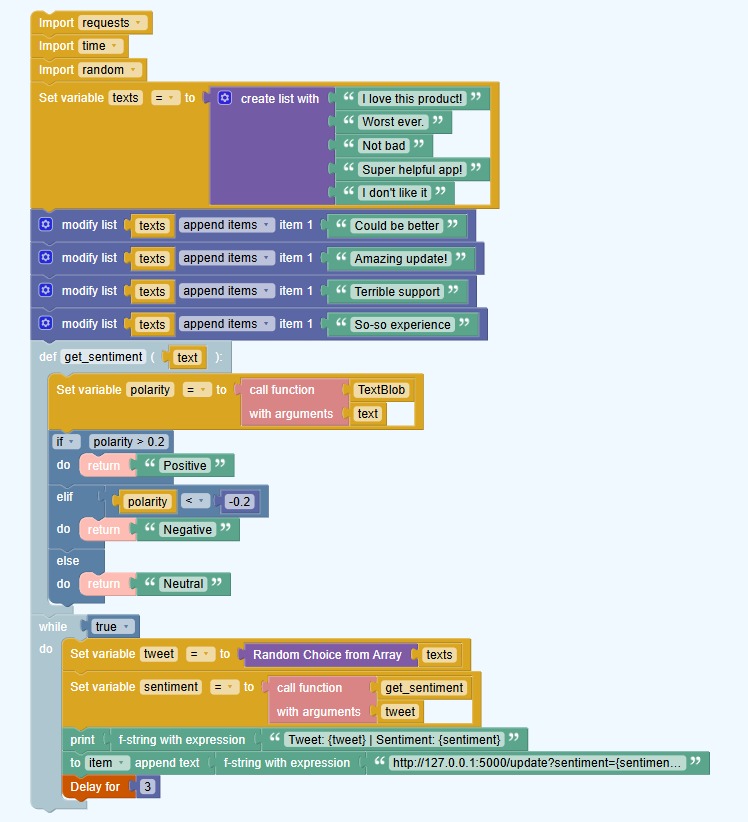 Import requests
Import time
Import random
Set variable texts = to create list with “ I love this product! ”
“ Worst ever. ”
“ Not bad ”
“ Super helpful app! ”
“ I don't like it ”
modify list texts append items item 1 “ Could be better ”
modify list texts append items item 1 “ Amazing update! ”
modify list texts append items item 1 “ Terrible support ”
modify list texts append items item 1 “ So-so experience ”
def get_sentiment ( text ):
Set variable polarity = to call function TextBlob
with arguments text
if polarity > 0.2
do return “ Positive ”
elif polarity < -0.2
do return “ Negative ”
else
do return “ Neutral ”
while true
do Set variable tweet = to Random Choice from Array texts
Set variable sentiment = to call function get_sentiment
with arguments tweet
print f-string with expression “ Tweet: {tweet} | Sentiment: {sentiment} ”
to item append text f-string with expression “ http://127.0.0.1:5000/update?sentiment={sentimen... ”
Delay for 3